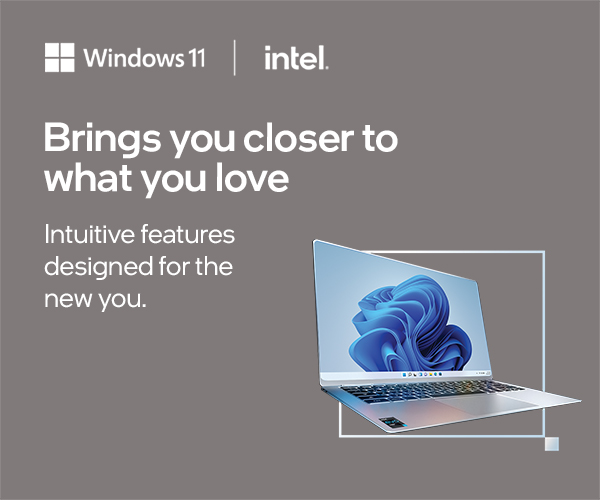 Windows 11 | intel.
Brings you closer to
what you love
Intuitive features
designed for the
new you.